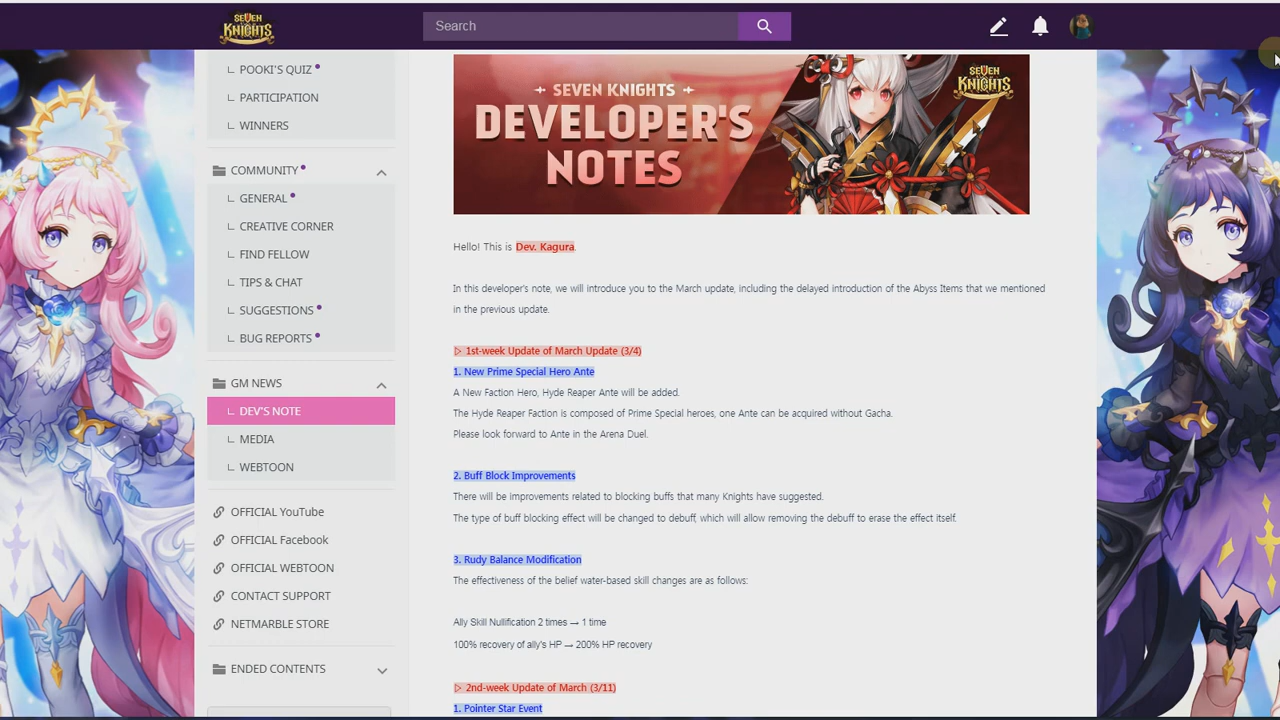 SEVEN KNIGHTS
Search
POOKI'S QUIZ
PARTICIPATION
WINNERS
COMMUNITY
GENERAL
CREATIVE CORNER
FIND FELLOW
TIPS & CHAT
SUGGESTIONS
BUG REPORTS
GM NEWS
DEV'S NOTE
MEDIA
WEBTOON
OFFICIAL YouTube
OFFICIAL Facebook
OFFICIAL WEBTOON
CONTACT SUPPORT
NETMARBLE STORE
ENDED CONTENTS
SEVEN KNIGHTS
DEVELOPER'S
NOTES
SEVEN KNIGHTS
Hello! This is Dev. Kagura.
In this developer's note, we will introduce you to the March update, including the delayed introduction of the Abyss Items that we mentioned
in the previous update.
▷ 1st-week Update of March Update (3/4)
1. New Prime Special Hero Ante
A New Faction Hero, Hyde Reaper Ante will be added.
The Hyde Reaper Faction is composed of Prime Special heroes, one Ante can be acquired without Gacha.
Please look forward to Ante in the Arena Duel.
2. Buff Block Improvements
There will be improvements related to blocking buffs that many Knights have suggested.
The type of buff blocking effect will be changed to debuff, which will allow removing the debuff to erase the effect itself.
3. Rudy Balance Modification
The effectiveness of the belief water-based skill changes are as follows:
Ally Skill Nullification 2 times → 1 time
100% recovery of ally's HP → 200% HP recovery
▷ 2nd-week Update of March (3/11)
1. Pointer Star Event